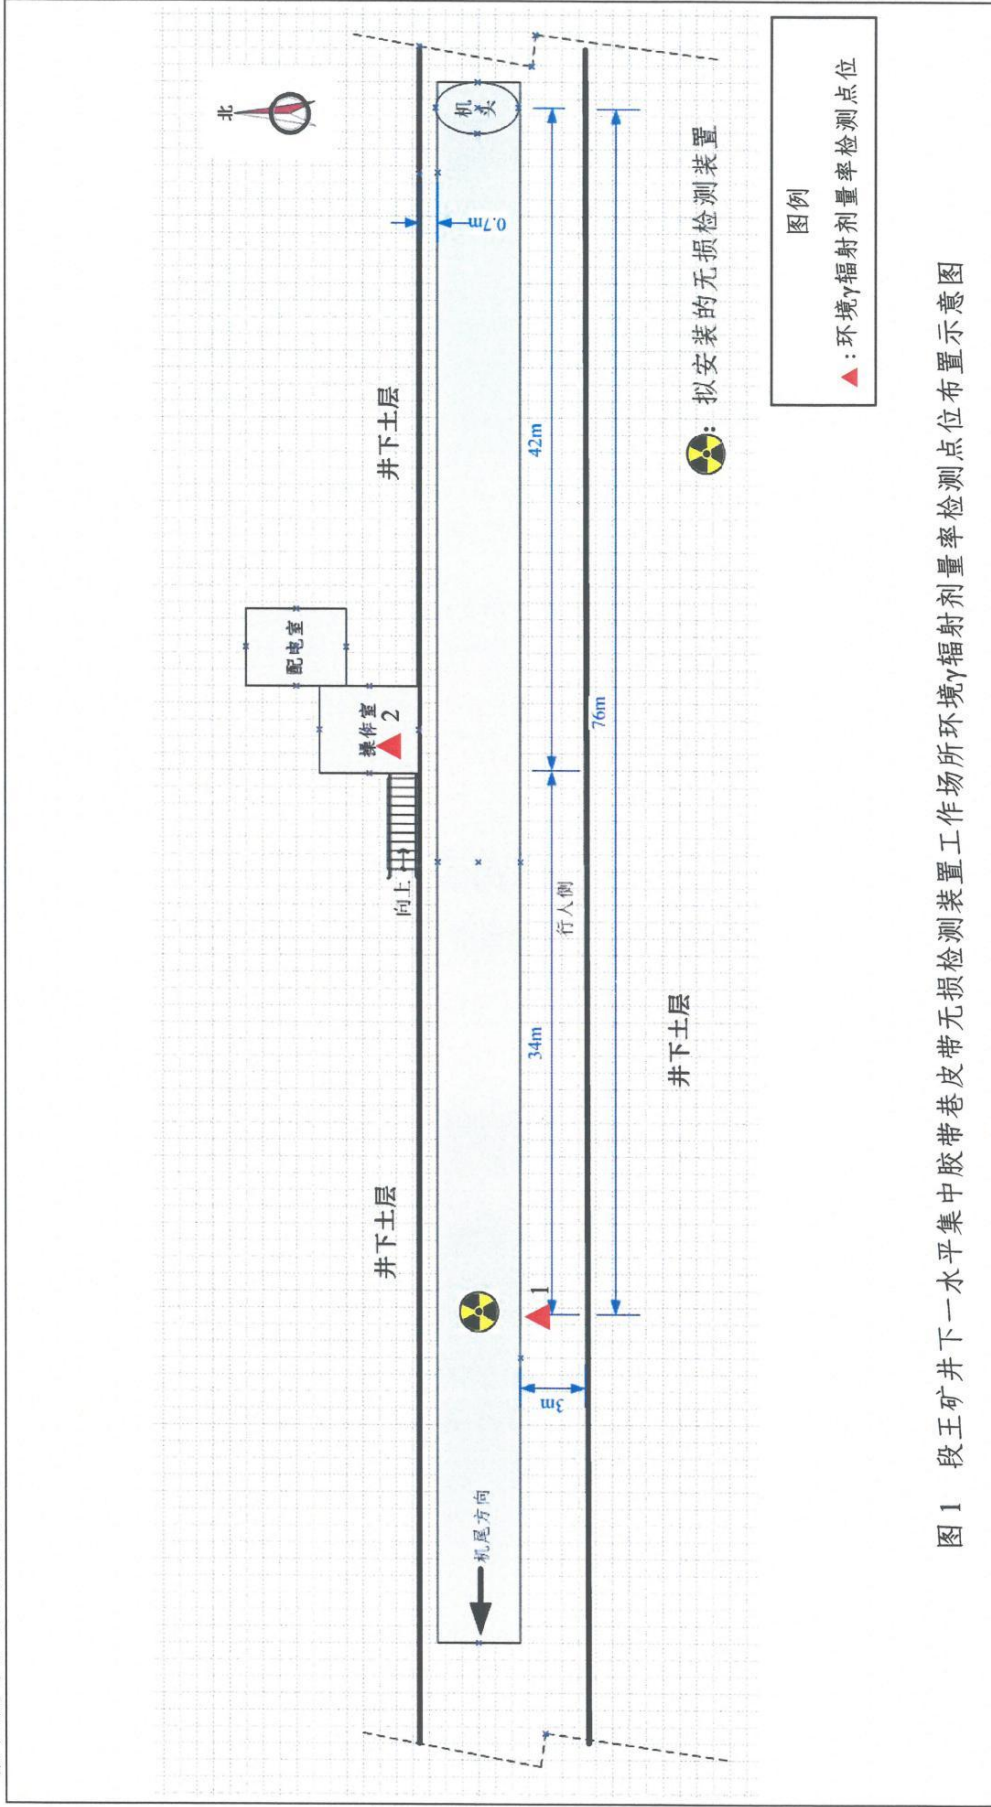 北
机
头
0.7m
井下土层
配电室
操作室
2
向上
42m
76m
行人侧
34m
井下土层
井下土层
1
3m
机尾方向
：拟安装的无损检测装置
图例
：环境γ辐射剂量率检测点位
图1 段王矿井下一水平集中胶带巷皮带无损检测装置工作场所环境γ辐射剂量率检测点位布置示意图